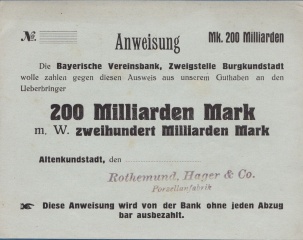 №
Anweisung
Mk. 200 Milliarden
Die Bayerische Vereinsbank, Zweigstelle Burgkundstadt
wolle zahlen gegen diesen Ausweis aus unserem Guthaben an den
Ueberbringer
200 Milliarden Mark
m. W. zweihundert Milliarden Mark
Altenkundstadt, den
Rothemund, Hager & Co.
Porzellanfabrik
☛ Diese Anweisung wird von der Bank ohne jeden Abzug
bar ausbezahlt.